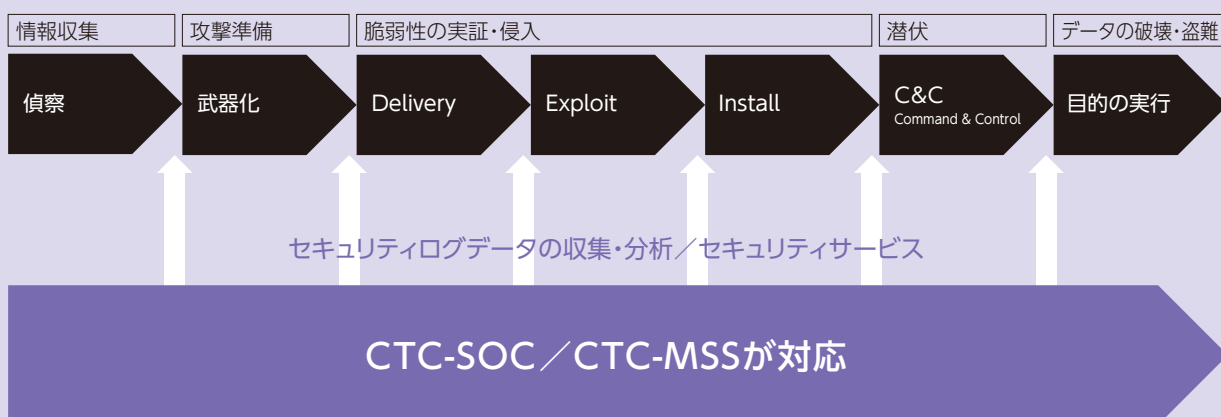 情報収集
攻撃準備
脆弱性の実証・侵入
潜伏
データの破壊・盗難
偵察
武器化
Delivery
Exploit
Install
C&C
Command & Control
目的の実行
セキュリティログデータの収集・分析／セキュリティサービス
CTC-SOC／CTC-MSSが対応